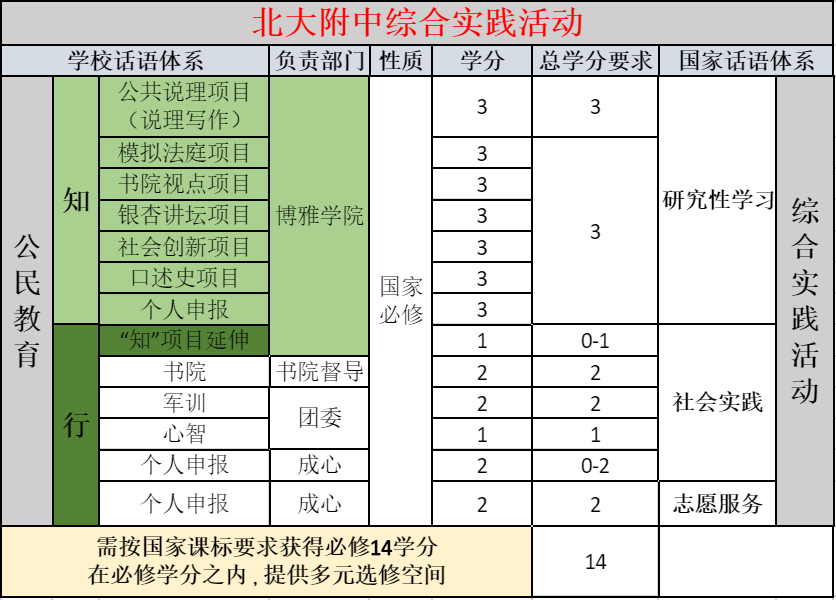 北大附中综合实践活动
学校话语体系 负责部门 性质 学分 总学分要求 国家话语体系
公民教育
知
公共说理项目
（说理写作）
3 3
模拟法庭项目 3
书院视点项目 3
银杏讲坛项目 3
社会创新项目 3
口述史项目 3
个人申报 3
博雅学院
3
研究性学习
国家
必修
综合实践活动
行
“知”项目延伸 1 0-1
书院 书院督导 2 2
军训 2 2
团委
心智 1 1
社会实践
个人申报 成心 2 0-2
个人申报 成心 2 2 志愿服务
需按国家课标要求获得必修14学分
在必修学分之内，提供多元选修空间
14